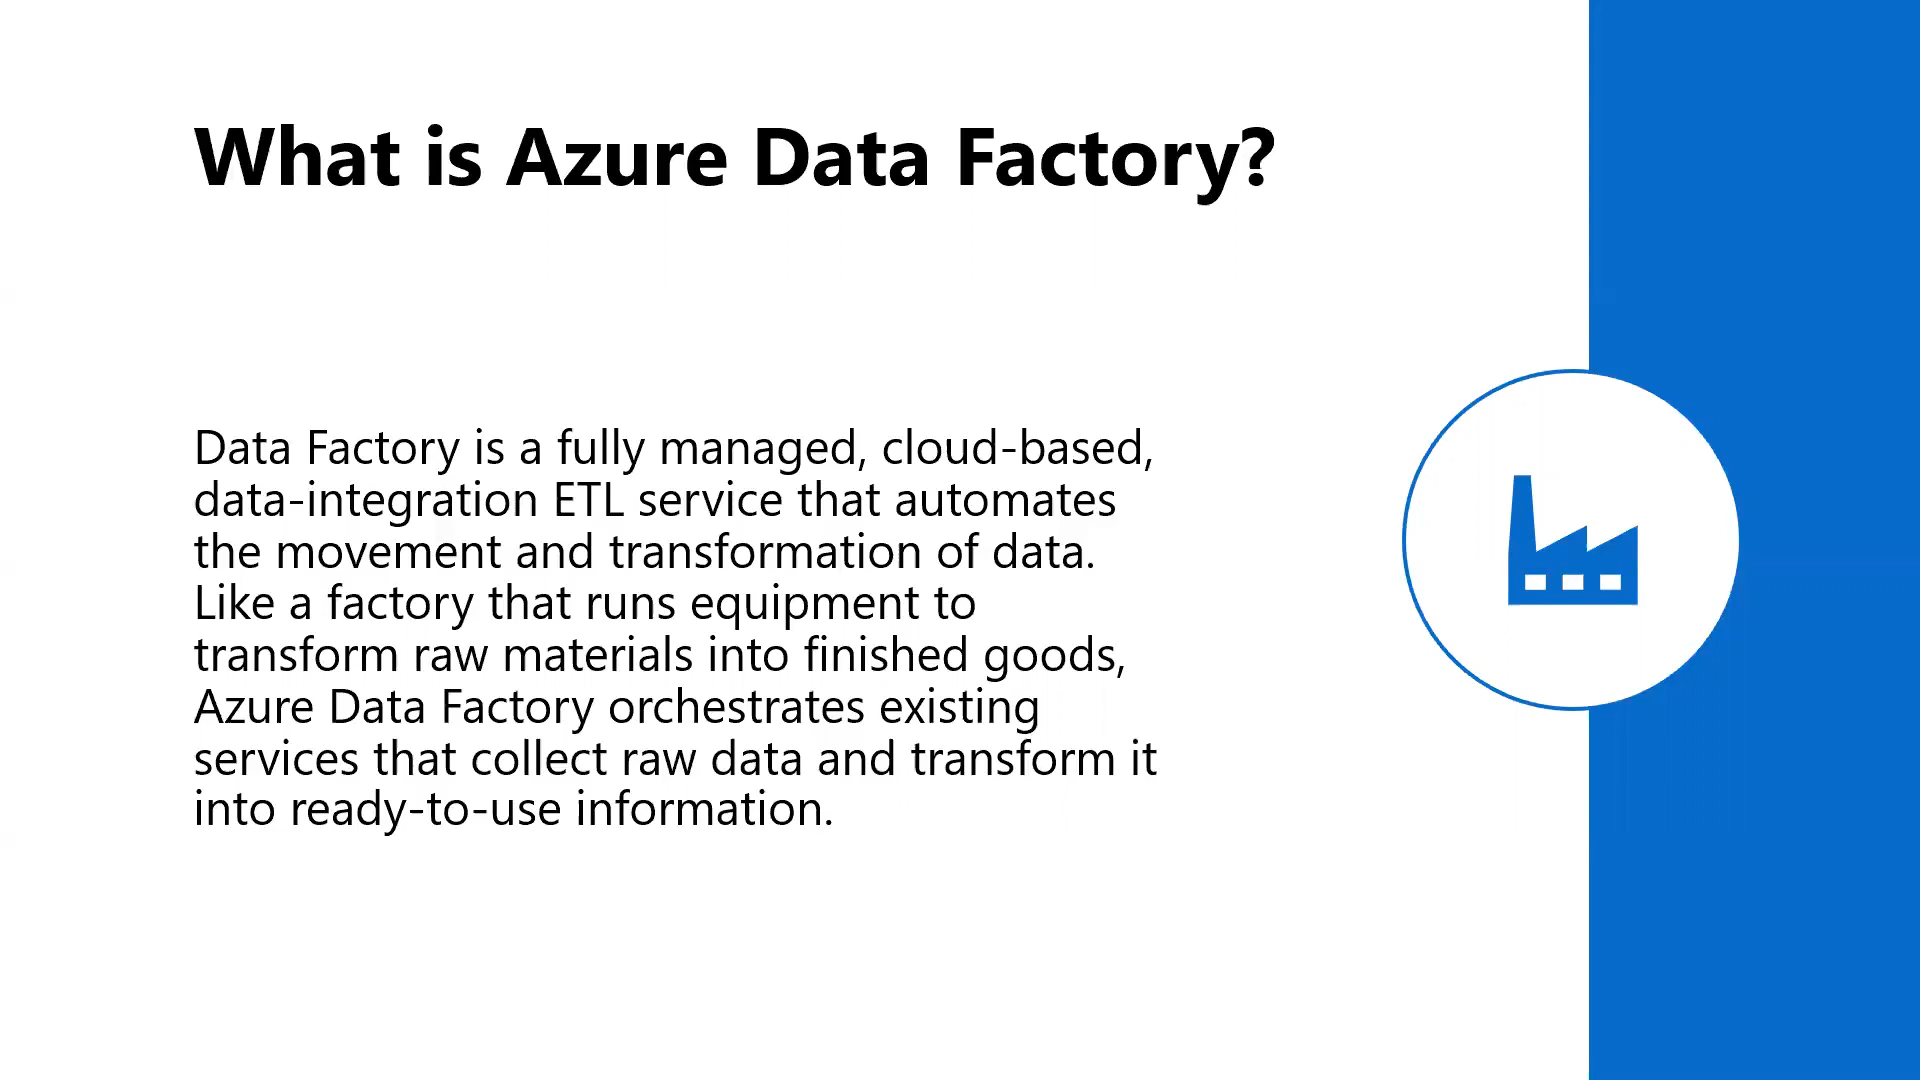 What is Azure Data Factory?
Data Factory is a fully managed, cloud-based,
data-integration ETL service that automates
the movement and transformation of data.
Like a factory that runs equipment to
transform raw materials into finished goods,
Azure Data Factory orchestrates existing
services that collect raw data and transform it
into ready-to-use information.